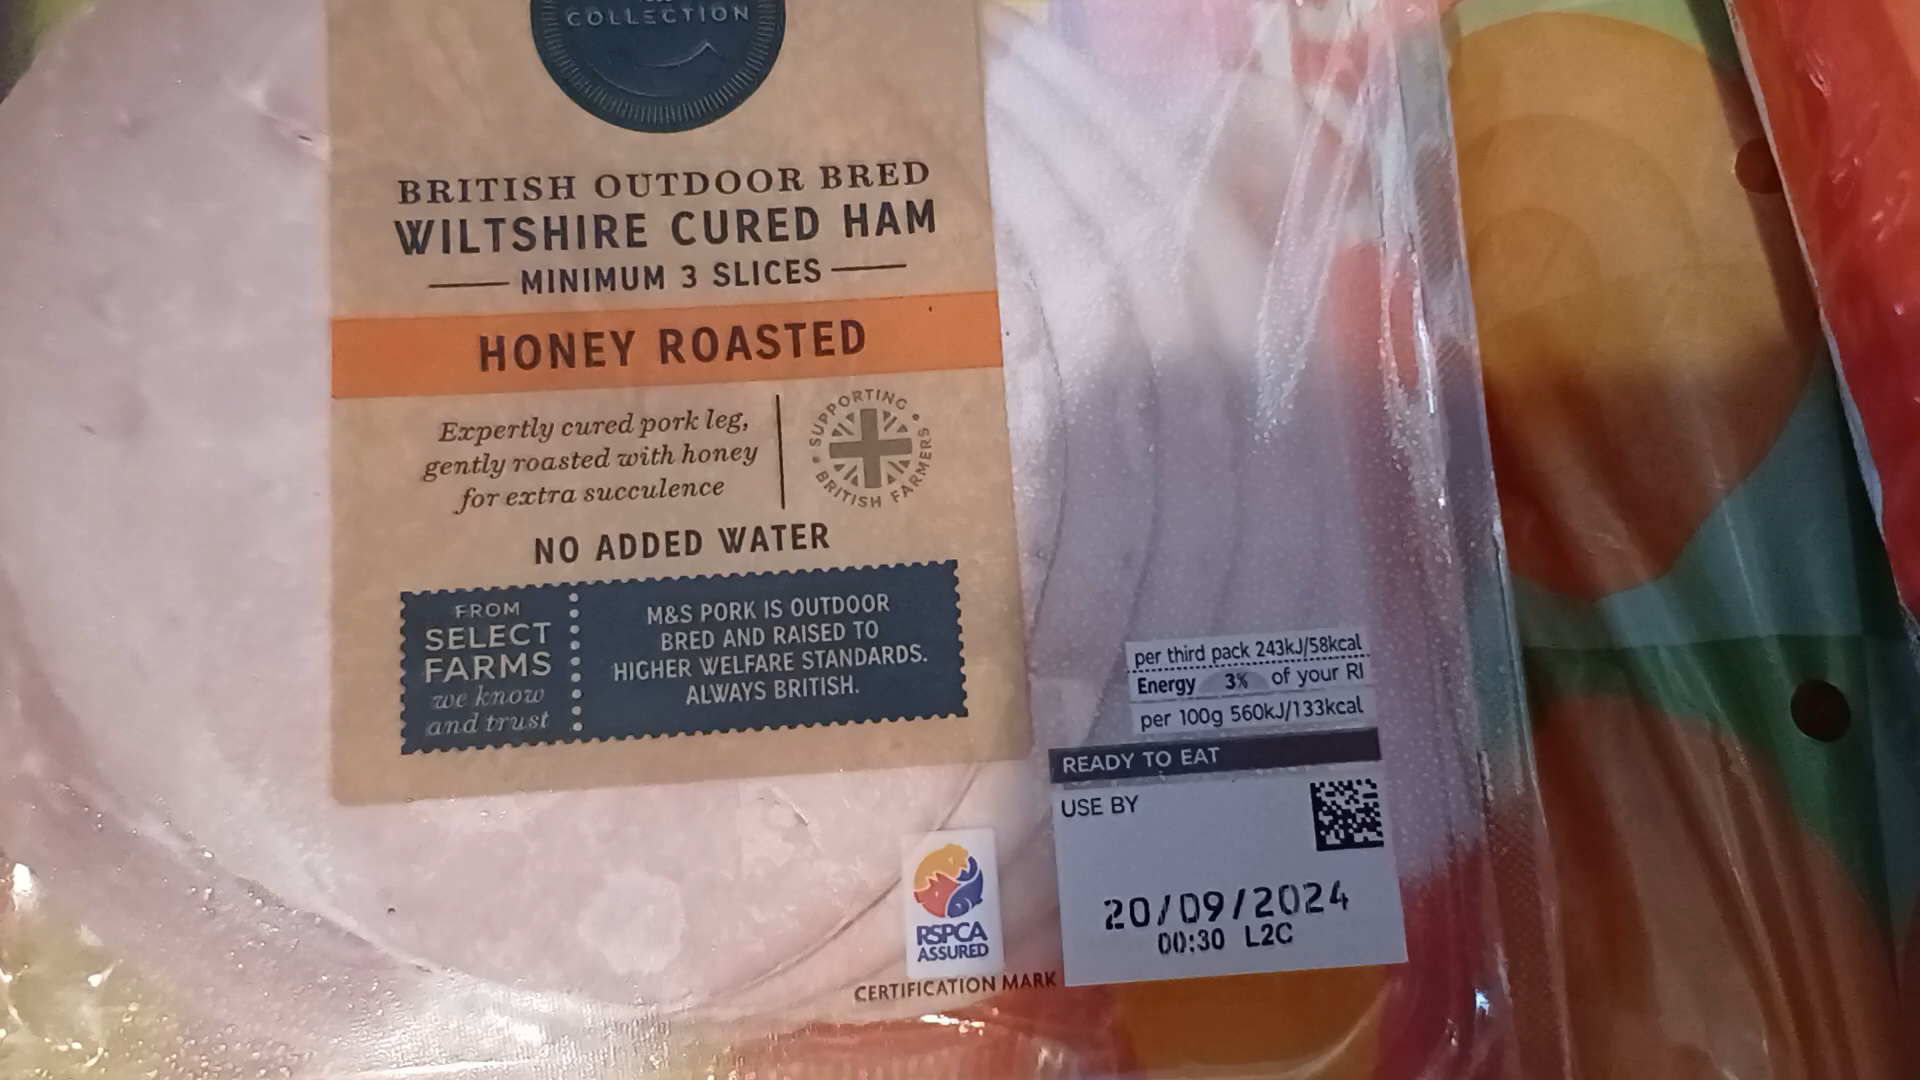 COLLECTION
BRITISH OUTDOOR BRED
WILTSHIRE CURED HAM
MINIMUM 3 SLICES
HONEY ROASTED
Expertly cured pork leg,
gently roasted with honey
for extra succulence
SUPPORTING
BRITISH FARMERS
NO ADDED WATER
FROM
SELECT
FARMS
we know
and trust
M&S PORK IS OUTDOOR
BRED AND RAISED TO
HIGHER WELFARE STANDARDS.
ALWAYS BRITISH.
per third pack 243kJ/58kcal
Energy 3% of your RI
per 100g 560kJ/133kcal
READY TO EAT
USE BY
20/09/2024
00:30 L2C
RSPCA
ASSURED
CERTIFICATION MARK